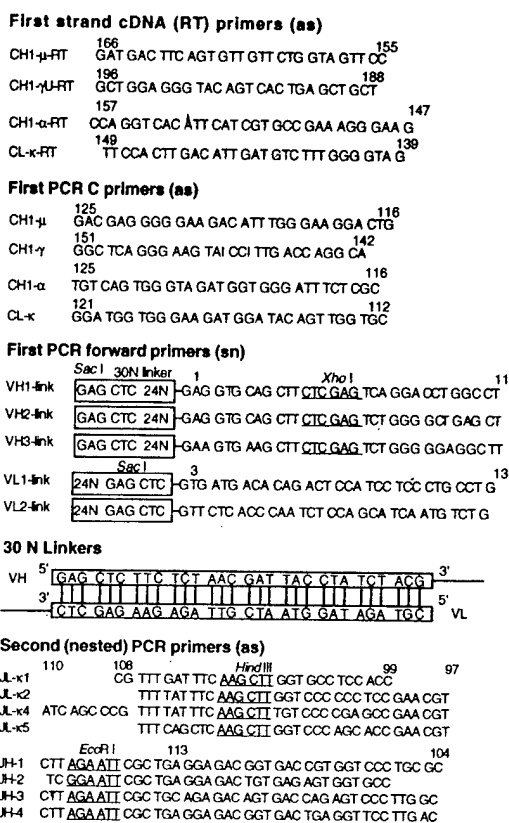 First strand cDNA (RT) primers (as)
166 155
CH1-μ-RT GAT GAC TTC AGT GTT GTT CTG GTA GTT CC
196 188
CH1-γU-RT GCT GGA GGG TAC AGT CAC TGA GCT GCT
157 147
CH1-α-RT CCA GGT CAC ATT CAT CGT GCC GAA AGG GAA G
149 139
CL-κ-RT TT CCA CTT GAC ATT GAT GTC TTT GGG GTA G
First PCR C primers (as)
125 116
CH1-μ GAC GAG GGG GAA GAC ATT TGG GAA GGA CTG
151 142
CH1-γ GGC TCA GGG AAG TAI CCI TTG ACC AGG CA
125 116
CH1-α TGT CAG TGG GTA GAT GGT GGG ATT TCT CGC
121 112
CL-κ GGA TGG TGG GAA GAT GGA TAC AGT TGG TGC
First PCR forward primers (sn)
Sac I 30N linker 1 Xho I 11
VH1-link GAG CTC 24N -GAG GTG CAG CTT CTCGAG TCA GGA CCT GGC CT
VH2-link GAG CTC 24N -GAG GTG CAG CTT CTCGAG TCT GGG GCT GAG CT
VH3-link GAG CTC 24N -GAA GTG AAG CTT CTCGAG TCT GGG GGAGGC TT
Sac I 3 13
VL1-link 24N GAG CTC -GTG ATG ACA CAG ACT CCA TCC TCC CTG CCT G
VL2-link 24N GAG CTC -GTT CTC ACC CAA TCT CCA GCA TCA ATG TCT G
30 N Linkers
VH 5' GAG CTC TTC TCT AAC GAT TAC CTA TCT ACG 3'
3' CTC GAG AAG AGA TTG CTA ATG GAT AGA TGC 5' VL
Second (nested) PCR primers (as)
110 108 Hind III 99 97
JL-κ1 CG TTT GAT TTC AAG CTT GGT GCC TCC ACC
JL-κ2 TTT TAT TTC AAG CTT GGT CCC CCC TCC GAA CGT
JL-κ4 ATC AGC CCG TTT TAT TTC AAG CTT TGT CCC CGA GCC GAA CGT
JL-κ5 TTT CAG CTC AAG CTT GGT CCC AGC ACC GAA CGT
EcoR I 113 104
JH-1 CTT AGA ATT CGC TGA GGA GAC GGT GAC CGT GGT CCC TGC GC
JH-2 TC GGA ATT CGC TGA GGA GAC TGT GAG AGT GGT GCC
JH-3 CTT AGA ATT CGC TGC AGA GAC AGT GAC CAG AGT CCC TTG GC
JH-4 CTT AGA ATT CGC TGA GGA GAC GGT GAC TGA GGT TCC TTG AC